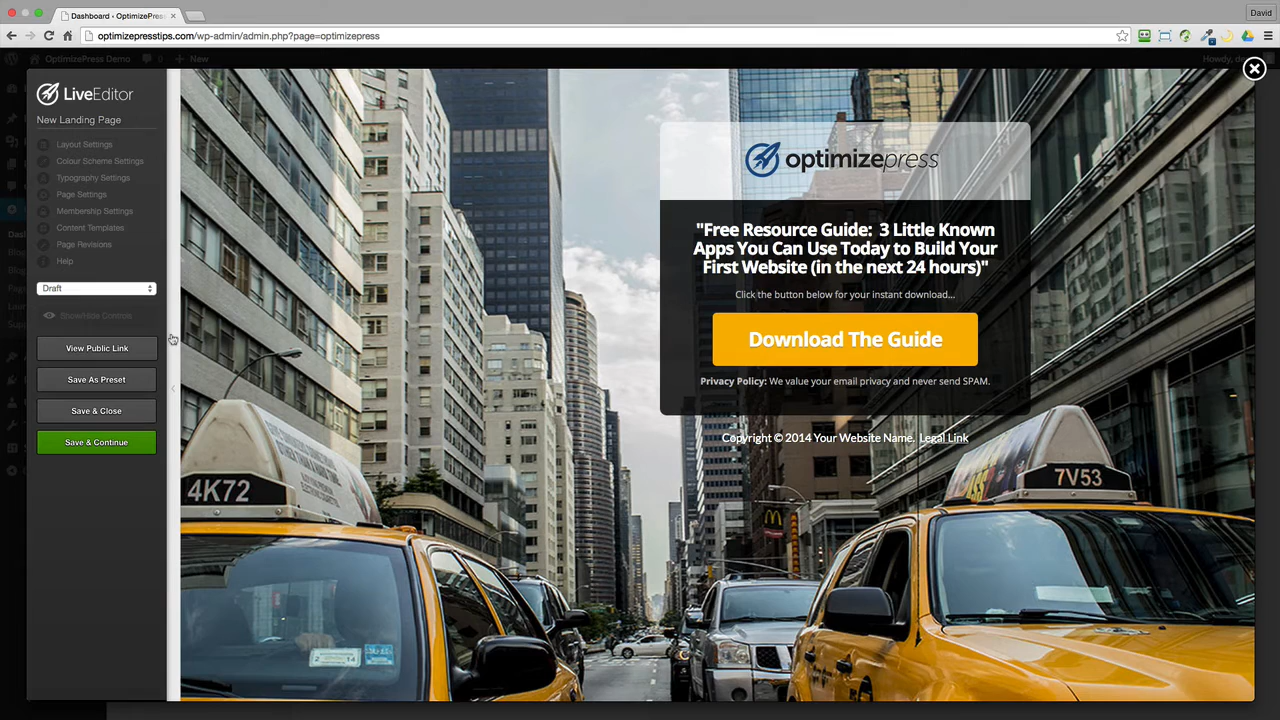 Dashboard ‹ OptimizePress
David
optimizepresstips.com/wp-admin/admin.php?page=optimizepress
OptimizePress Demo
New
LiveEditor
New Landing Page
Layout Settings
Colour Scheme Settings
Typography Settings
Page Settings
Membership Settings
Content Templates
Page Revisions
Help
Draft
Show/Hide Controls
View Public Link
Save As Preset
Save & Close
Save & Continue
optimizepress
"Free Resource Guide: 3 Little Known
Apps You Can Use Today to Build Your
First Website (in the next 24 hours)"
Click the button below for your instant download...
Download The Guide
Privacy Policy: We value your email privacy and never send SPAM.
Copyright © 2014 Your Website Name. Legal Link
4K72
7V53